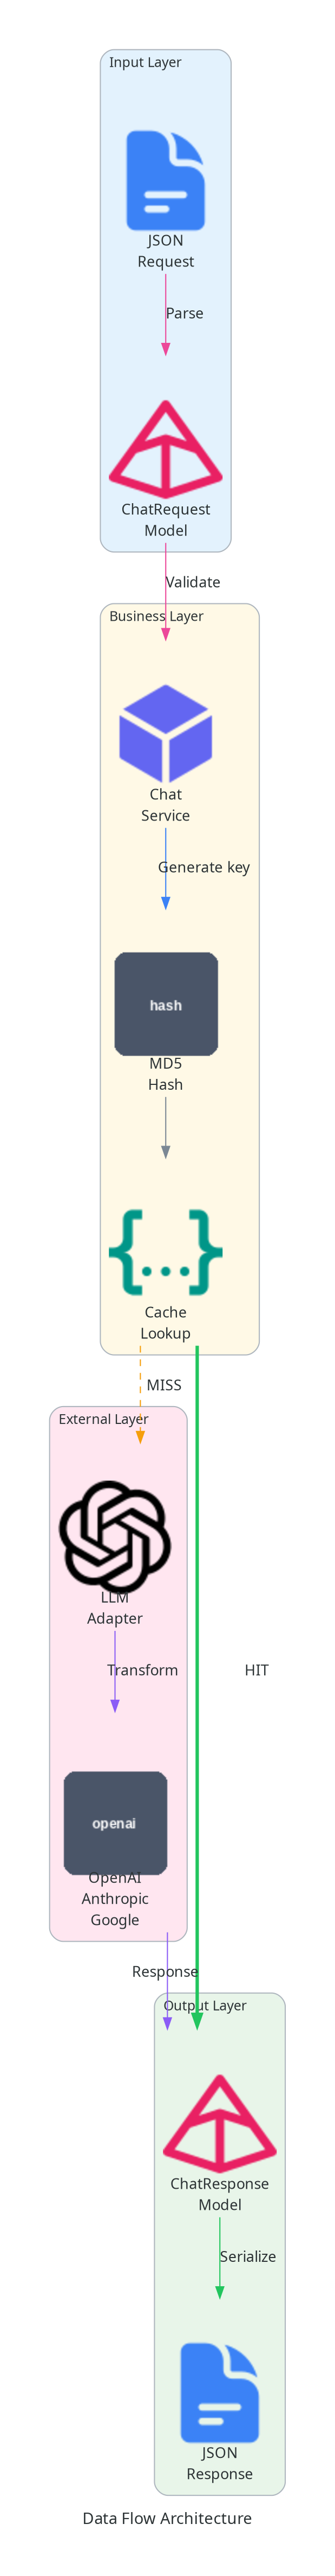 Input Layer
JSON
Request
Parse
ChatRequest
Model
Validate
Business Layer
Chat
Service
Generate key
hash
MD5
Hash
{...}
Cache
Lookup
MISS
External Layer
LLM
Adapter
Transform
HIT
openai
OpenAI
Anthropic
Google
Response
Output Layer
ChatResponse
Model
Serialize
JSON
Response
Data Flow Architecture